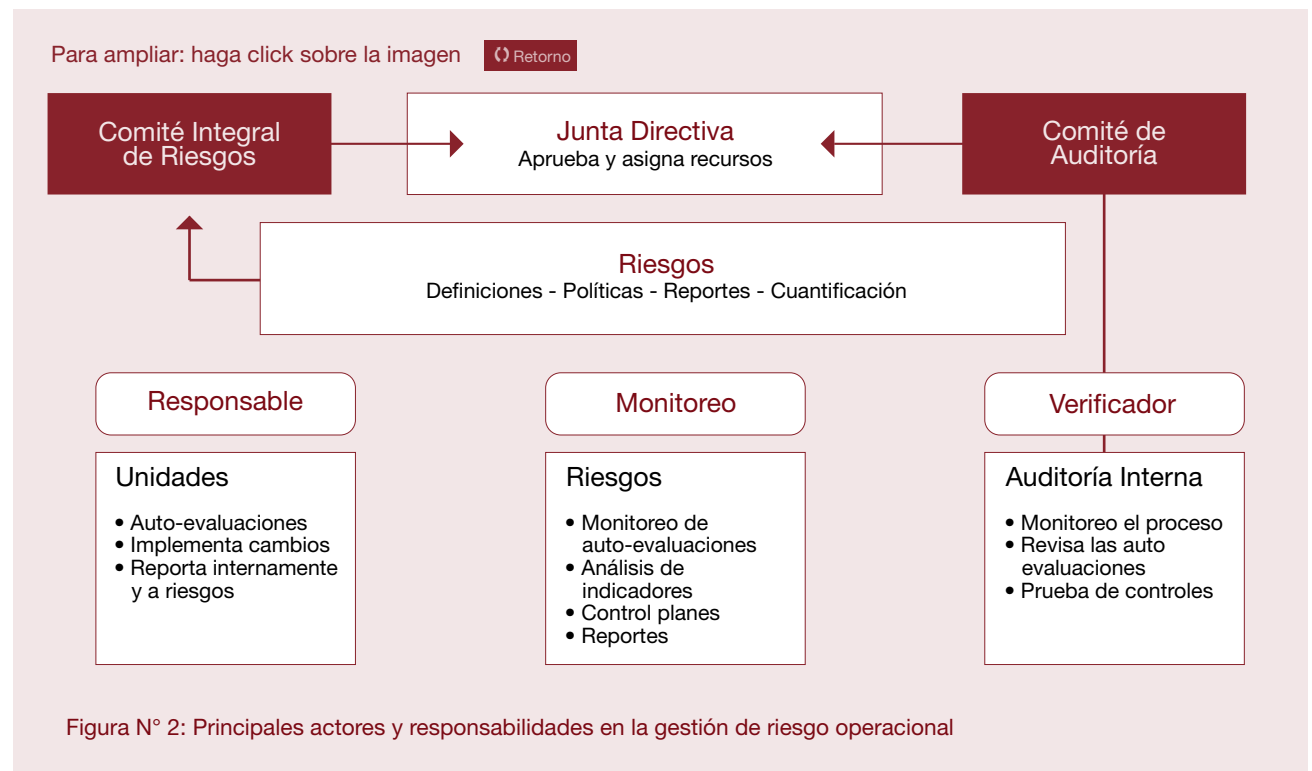 Para ampliar: haga click sobre la imagen
Retorno
Comité Integral
de Riesgos
Junta Directiva
Aprueba y asigna recursos
Comité de
Auditoría
Riesgos
Definiciones - Políticas - Reportes - Cuantificación
Responsable
Monitoreo
Verificador
Unidades
• Auto-evaluaciones
• Implementa cambios
• Reporta internamente
y a riesgos
Riesgos
• Monitoreo de
auto-evaluaciones
• Análisis de
indicadores
• Control planes
• Reportes
Auditoría Interna
• Monitoreo el proceso
• Revisa las auto
evaluaciones
• Prueba de controles
Figura N° 2: Principales actores y responsabilidades en la gestión de riesgo operacional